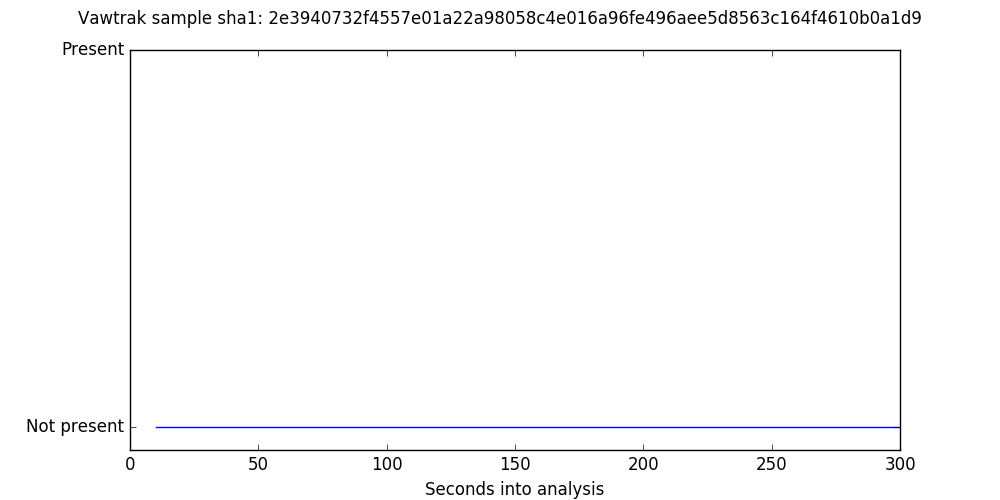 Vawtrak sample sha1: 2e3940732f4557e01a22a98058c4e016a96fe496aee5d8563c164f4610b0a1d9
Present
Not present
0 50 100 150 200 250 300
Seconds into analysis